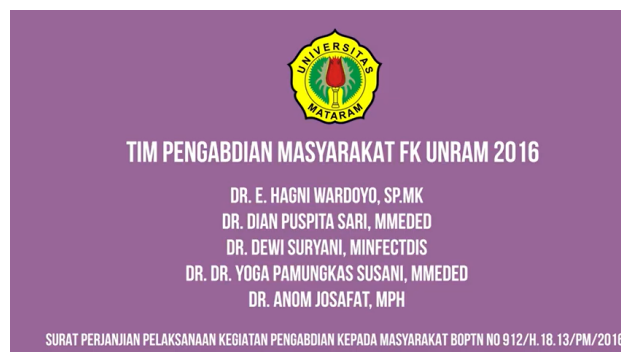 UNIVERSITAS
MATARAM
TIM PENGABDIAN MASYARAKAT FK UNRAM 2016
DR. E. HAGNI WARDOYO, SP.MK
DR. DIAN PUSPITA SARI, MMEDED
DR. DEWI SURYANI, MINFECTDIS
DR. DR. YOGA PAMUNGKAS SUSANI, MMEDED
DR. ANOM JOSAFAT, MPH
SURAT PERJANJIAN PELAKSANAAN KEGIATAN PENGABDIAN KEPADA MASYARAKAT BOPTN NO 912/H.18.13/PM/2016